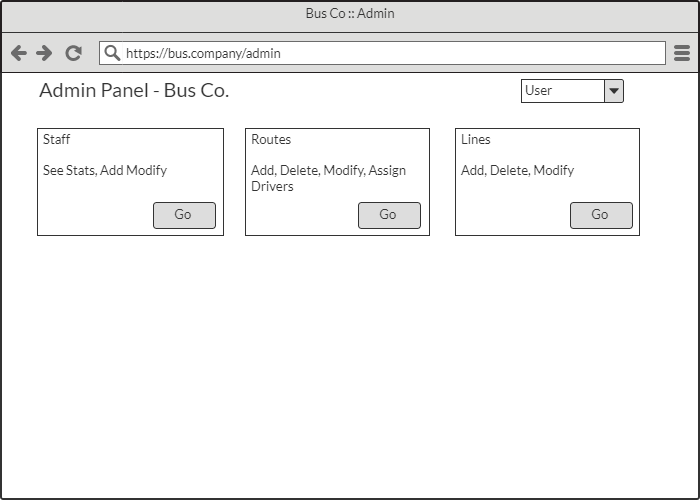 Bus Co :: Admin
https://bus.company/admin
Admin Panel - Bus Co.
User
Staff
See Stats, Add Modify
Go
Routes
Add, Delete, Modify, Assign
Drivers
Go
Lines
Add, Delete, Modify
Go